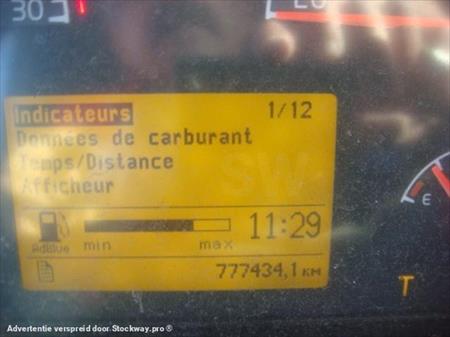 30
Indicateurs 1/12
Données de carburant
Temps/Distance
Afficheur
SW
AdBlue min max 11:29
777434,1 KM
E
T
Advertentie verspreid door Stockway.pro ®